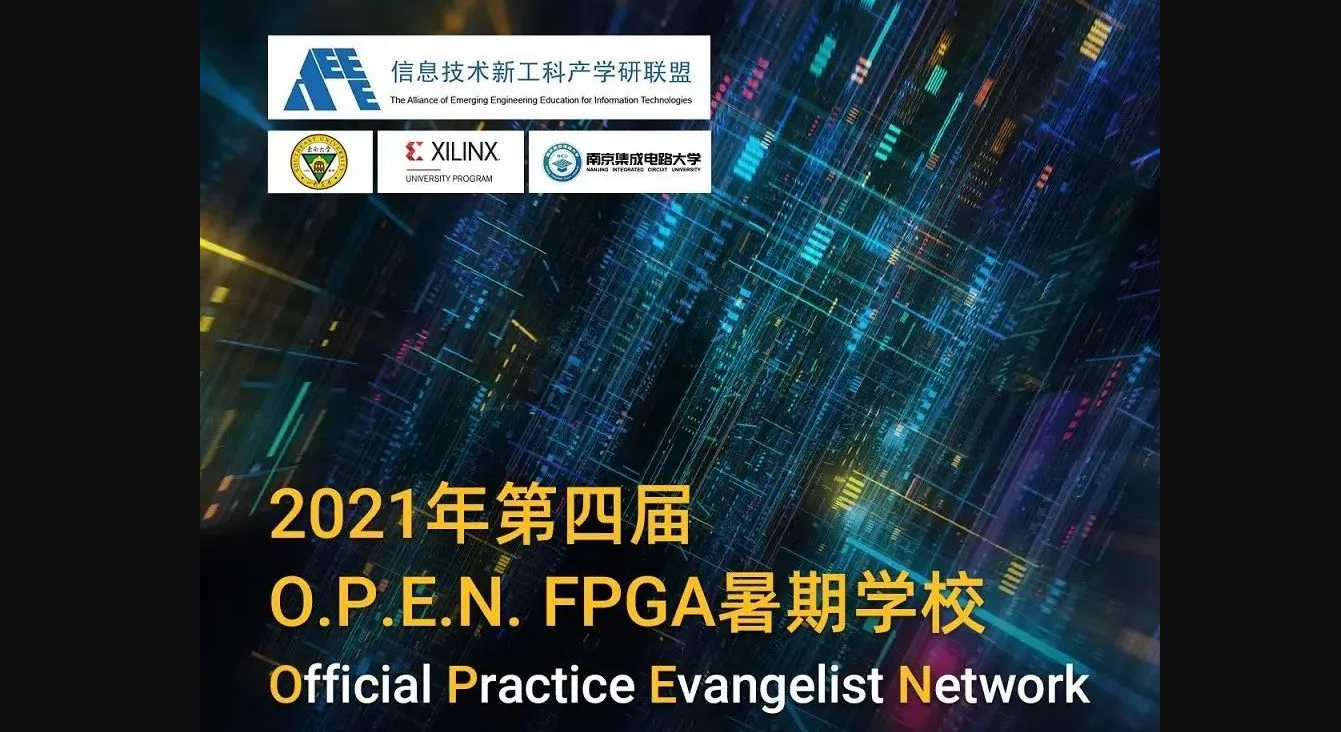 信息技术新工科产学研联盟
The Alliance of Emerging Engineering Education for Information Technologies
SOUTHEAST UNIVERSITY
XILINX
UNIVERSITY PROGRAM
南京集成电路大学
NANJING INTEGRATED CIRCUIT UNIVERSITY
2021年第四届
O.P.E.N. FPGA暑期学校
Official Practice Evangelist Network